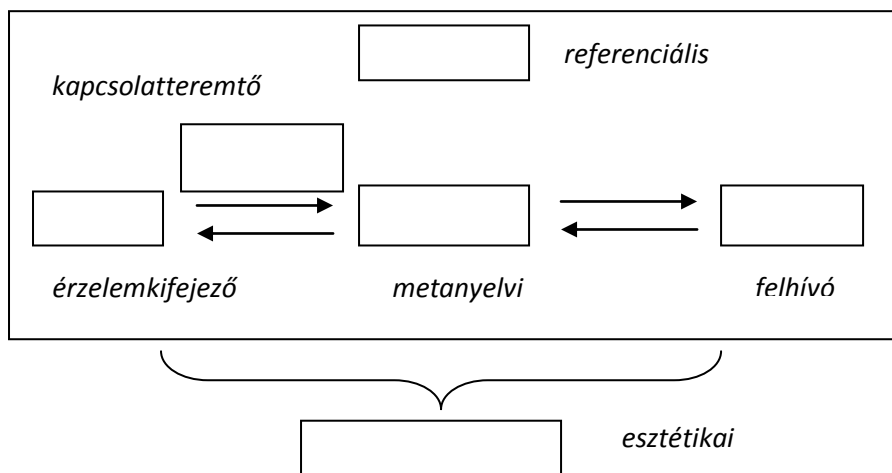 referenciális
kapcsolatteremtő
érzelemkifejező
metanyelvi
felhívó
esztétikai